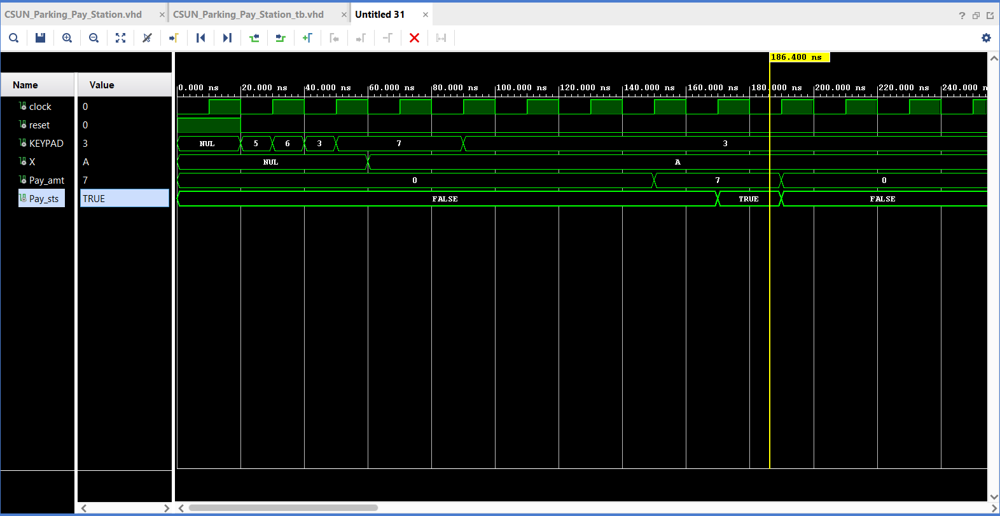 CSUN_Parking_Pay_Station.vhd × CSUN_Parking_Pay_Station_tb.vhd × Untitled 31 × ?
186.400 ns
Name Value
0.000 ns 20.000 ns 40.000 ns 60.000 ns 80.000 ns 100.000 ns 120.000 ns 140.000 ns 160.000 ns 180.000 ns 200.000 ns 220.000 ns 240.000 n
clock 0
reset 0
KEYPAD 3 NUL 5 6 3 7 3
X A NUL A
Pay_amt 7 0 7 0
Pay_sts TRUE FALSE TRUE FALSE